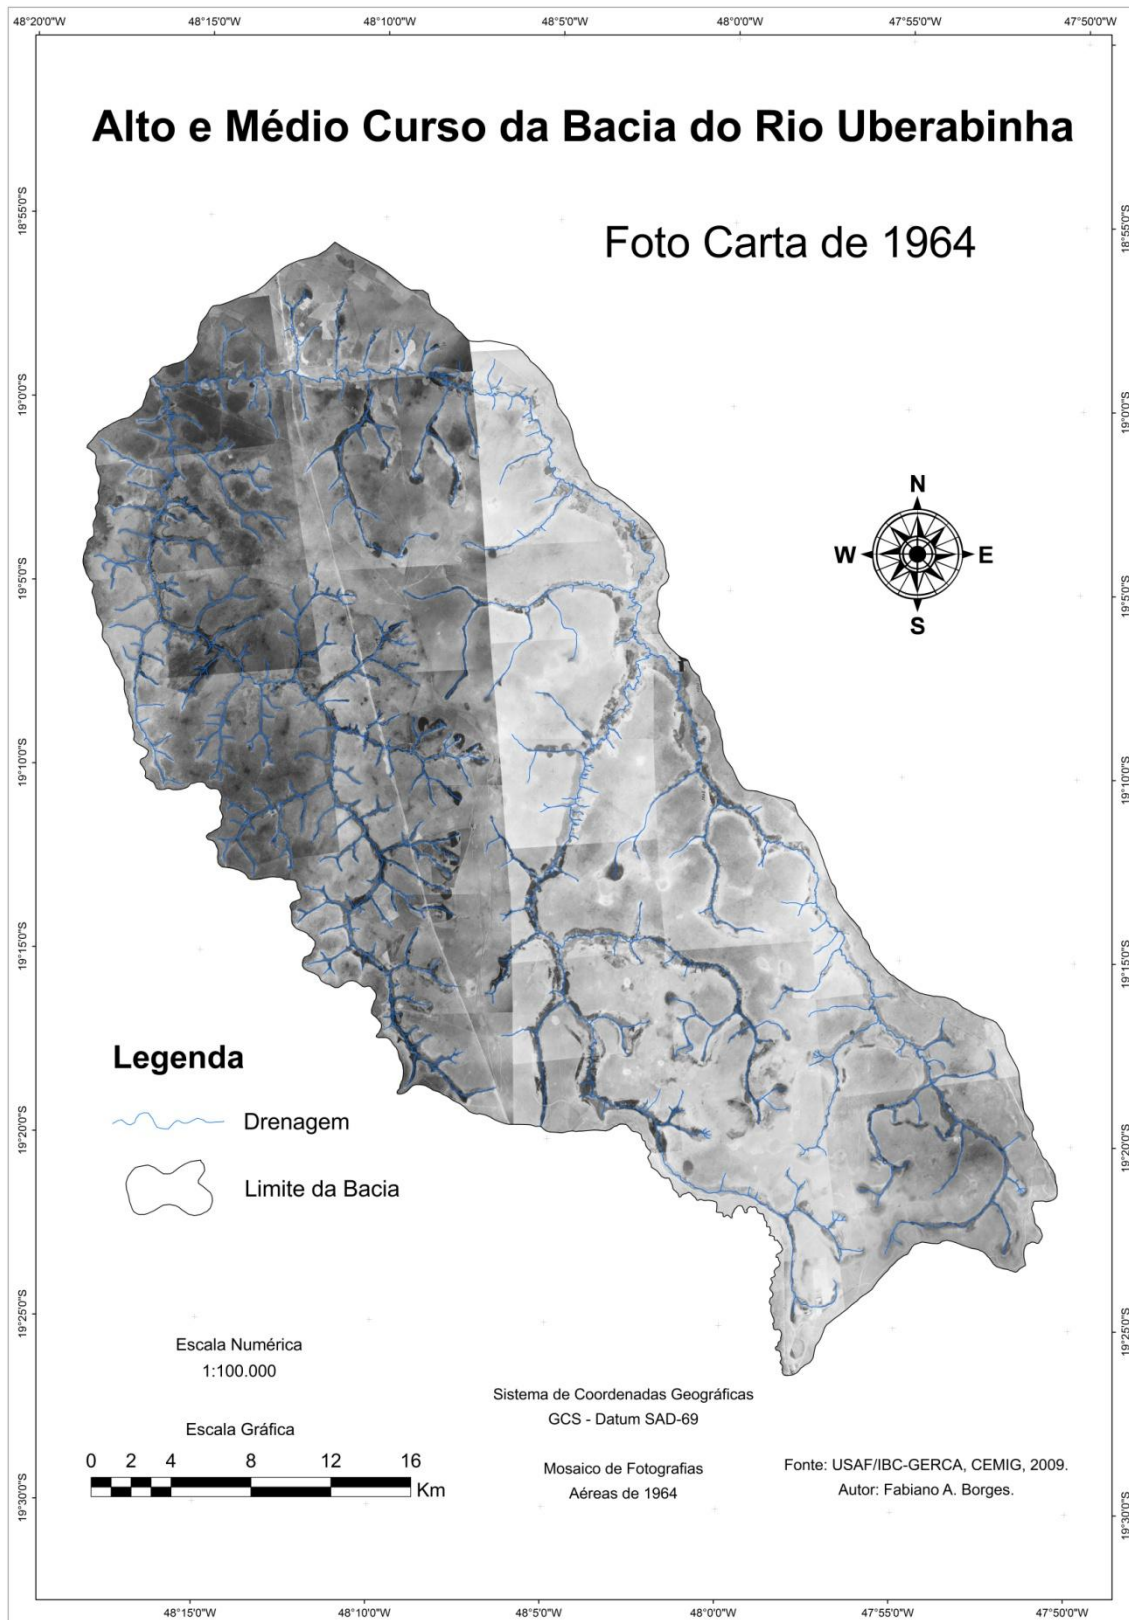 48°20'0"W 48°15'0"W 48°10'0"W 48°5'0"W 48°0'0"W 47°55'0"W 47°50'0"W
Alto e Médio Curso da Bacia do Rio Uberabinha
Foto Carta de 1964
18°55'0"S 18°55'0"S
19°0'0"S 19°0'0"S
N
W E
S
19°5'0"S 19°5'0"S
19°10'0"S 19°10'0"S
19°15'0"S 19°15'0"S
Legenda
Drenagem
Limite da Bacia
19°20'0"S 19°20'0"S
19°25'0"S 19°25'0"S
Escala Numérica
1:100.000
Escala Gráfica
0 2 4 8 12 16
Km
Sistema de Coordenadas Geográficas
GCS - Datum SAD-69
Mosaico de Fotografias
Aéreas de 1964
Fonte: USAF/IBC-GERCA, CEMIG, 2009.
Autor: Fabiano A. Borges.
19°30'0"S 19°30'0"S
48°15'0"W 48°10'0"W 48°5'0"W 48°0'0"W 47°55'0"W 47°50'0"W